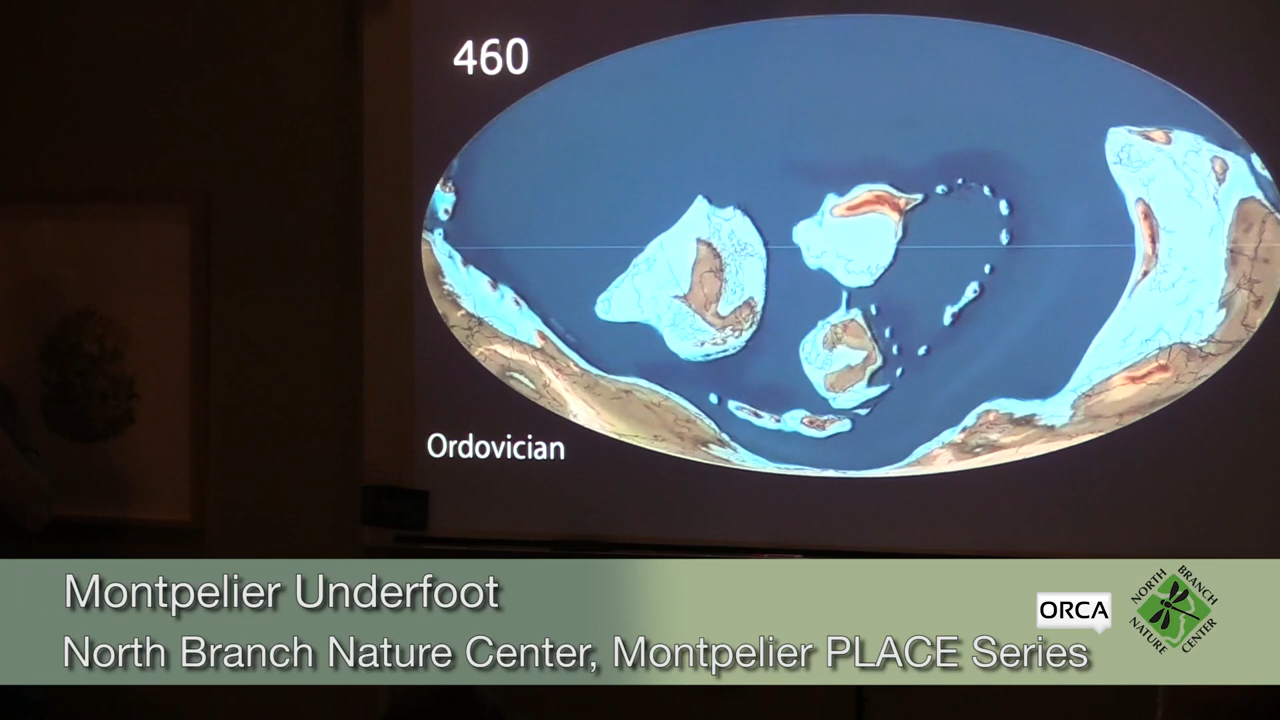 460
Ordovician
Montpelier Underfoot
North Branch Nature Center, Montpelier PLACE Series
ORCA
NORTH BRANCH
NATURE CENTER